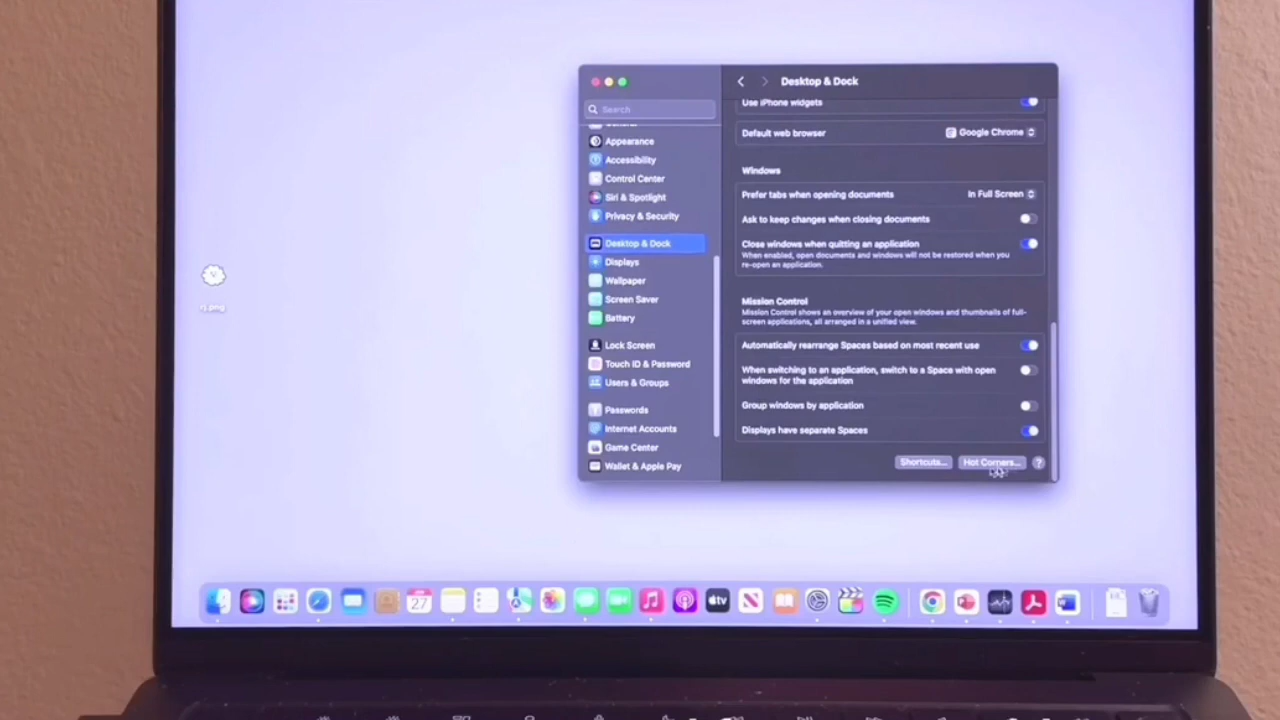 Desktop & Dock
Search
Use iPhone widgets
General
Default web browser
Google Chrome
Appearance
Accessibility
Control Center
Siri & Spotlight
Privacy & Security
Desktop & Dock
Displays
Wallpaper
Screen Saver
Battery
Lock Screen
Touch ID & Password
Users & Groups
Passwords
Internet Accounts
Game Center
Wallet & Apple Pay
Windows
Prefer tabs when opening documents
In Full Screen
Ask to keep changes when closing documents
Close windows when quitting an application
When enabled, open documents and windows will not be restored when you
re-open an application.
Mission Control
Mission Control shows an overview of your open windows and thumbnails of full-
screen applications, all arranged in a unified view.
Automatically rearrange Spaces based on most recent use
When switching to an application, switch to a Space with open
windows for the application
Group windows by application
Displays have separate Spaces
Shortcuts...
Hot Corners...
?
27
tv